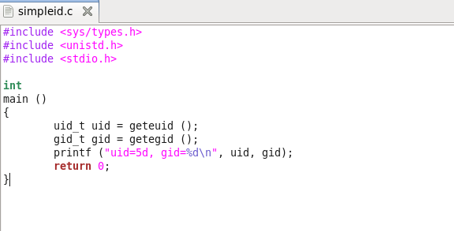 simpleid.c
#include <sys/types.h>
#include <unistd.h>
#include <stdio.h>
int
main ()
{
uid_t uid = geteuid ();
gid_t gid = getegid ();
printf ("uid=5d, gid=%d\n", uid, gid);
return 0;
}